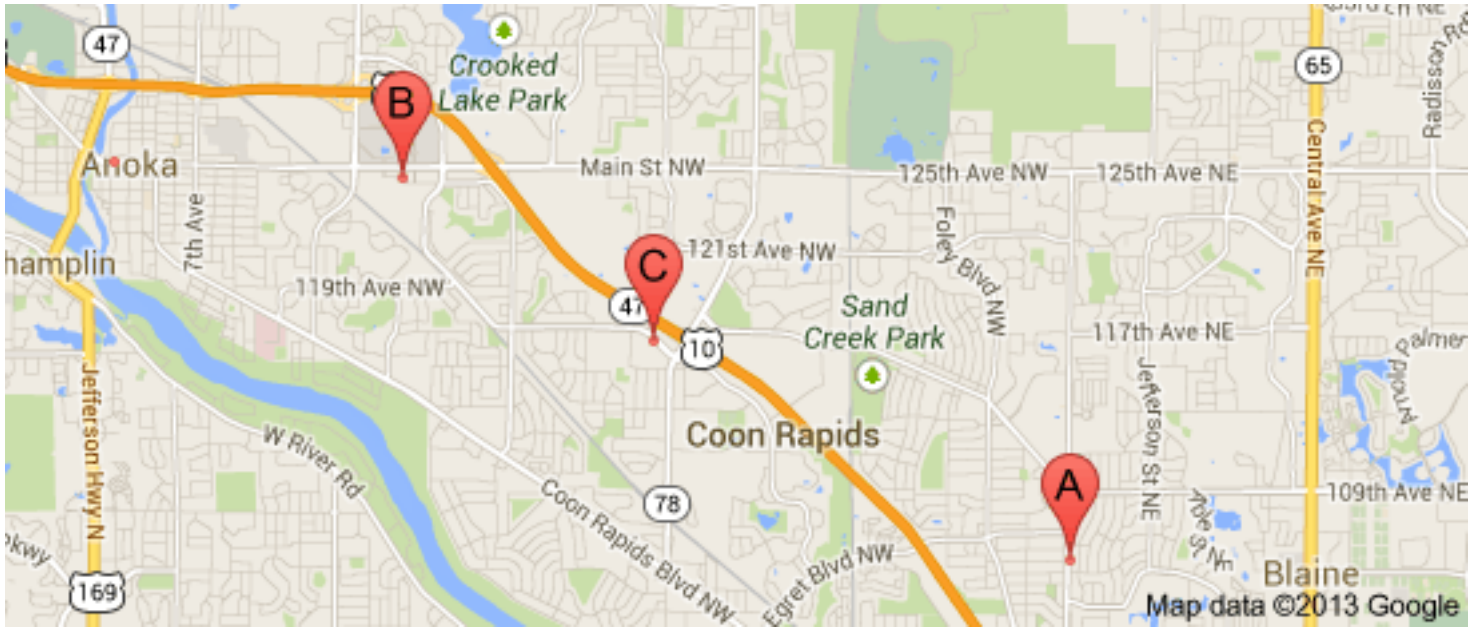 47
Crooked
Lake Park
B
65
Radisson
Main St NW
125th Ave NW
125th Ave NE
Anoka
7th Ave
Central Ave NE
121st Ave NW
Foley Blvd NW
hamplin
119th Ave NW
C
47
10
Sand
Creek Park
117th Ave NE
Palmer
Arnold
Jefferson St NE
Jefferson Hwy N
Coon Rapids
W River Rd
A
109th Ave NE
78
Coon Rapids Blvd NW
Egret Blvd NW
nkwy
169
Blaine
Map data ©2013 Google